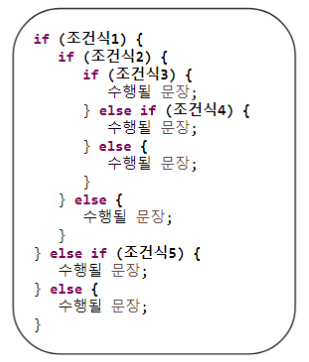 if (조건식1) {
if (조건식2) {
if (조건식3) {
수행될 문장;
} else if (조건식4) {
수행될 문장;
} else {
수행될 문장;
}
} else {
수행될 문장;
}
} else if (조건식5) {
수행될 문장;
} else {
수행될 문장;
}